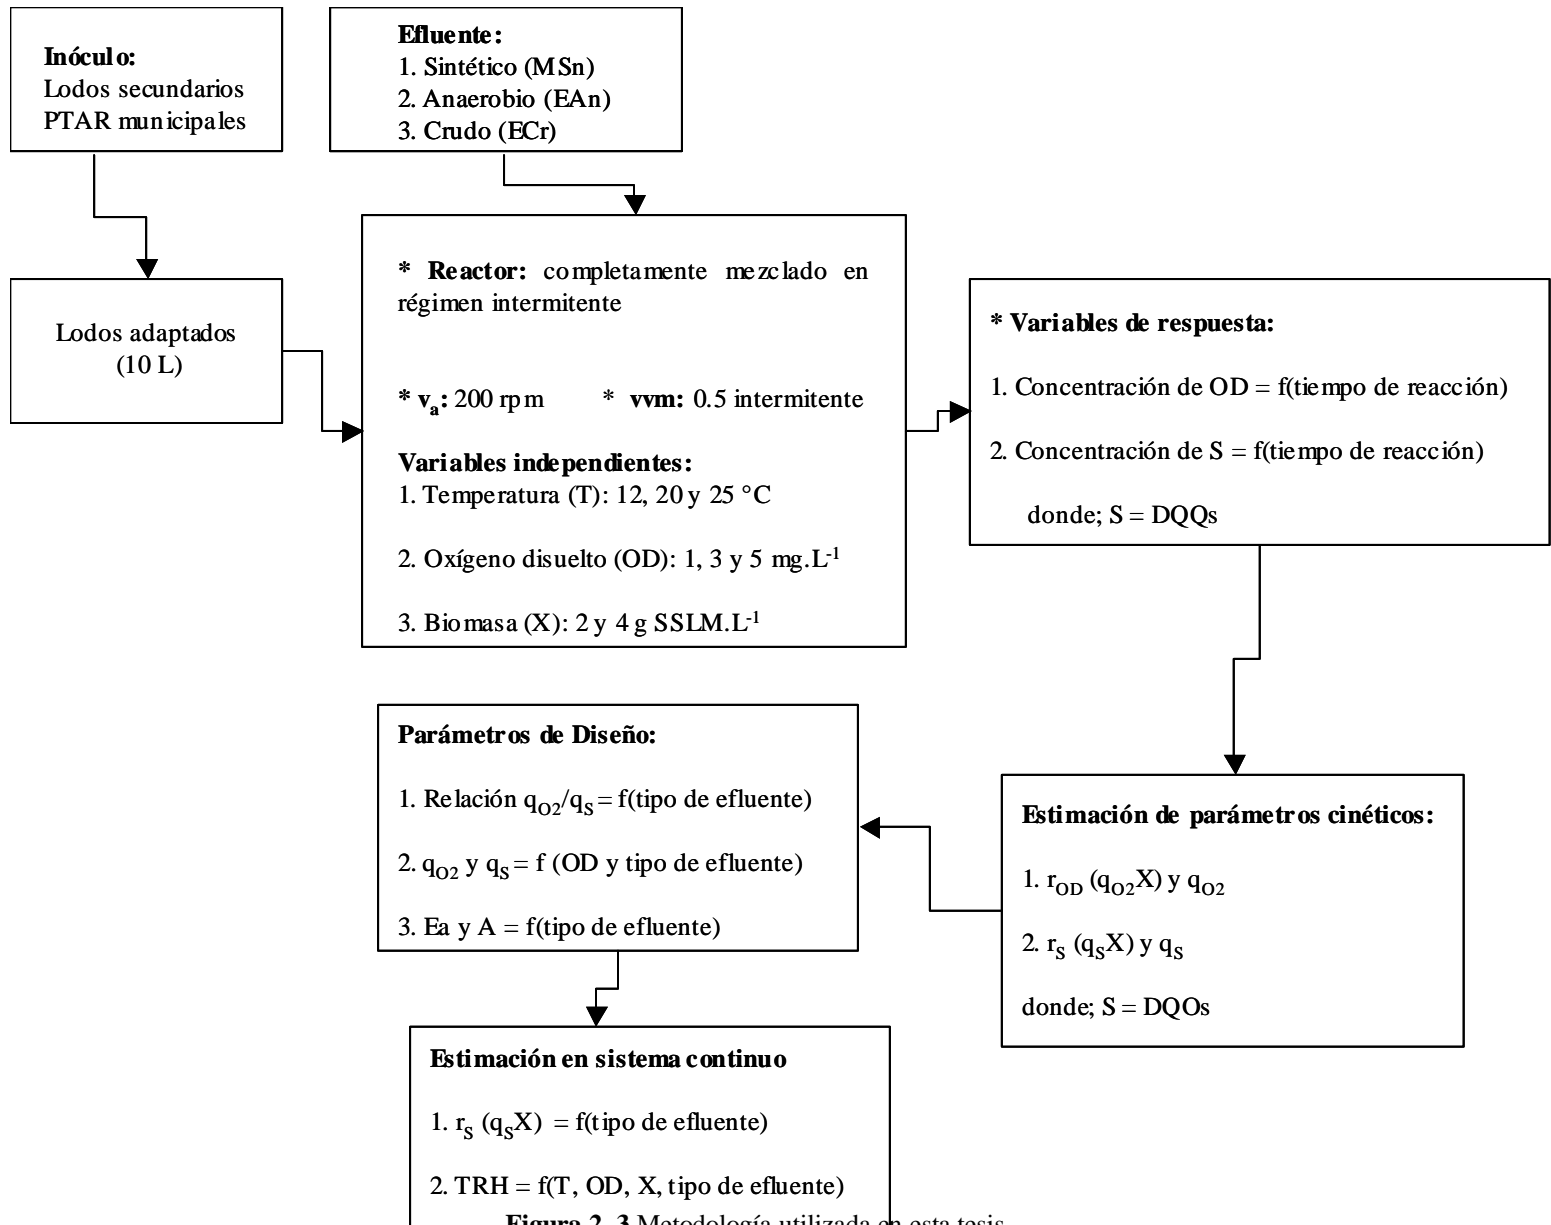 Inóculo:
Lodos secundarios
PTAR municipales
Efluente:
1. Sintético (MSn)
2. Anaerobio (EAn)
3. Crudo (ECr)
Lodos adaptados
(10 L)
* Reactor: completamente mezclado en
régimen intermitente
* va: 200 rpm * vvm: 0.5 intermitente
Variables independientes:
1. Temperatura (T): 12, 20 y 25 °C
2. Oxígeno disuelto (OD): 1, 3 y 5 mg.L-1
3. Biomasa (X): 2 y 4 g SSLM.L-1
* Variables de respuesta:
1. Concentración de OD = f(tiempo de reacción)
2. Concentración de S = f(tiempo de reacción)
donde; S = DQQs
Estimación de parámetros cinéticos:
1. rOD (qO2X) y qO2
2. rS (qSX) y qS
donde; S = DQOs
Parámetros de Diseño:
1. Relación qO2/qS = f(tipo de efluente)
2. qO2 y qS = f (OD y tipo de efluente)
3. Ea y A = f(tipo de efluente)
Estimación en sistema continuo
1. rS (qSX) = f(tipo de efluente)
2. TRH = f(T, OD, X, tipo de efluente)
Figura 2. 3 Metodología utilizada en esta tesis